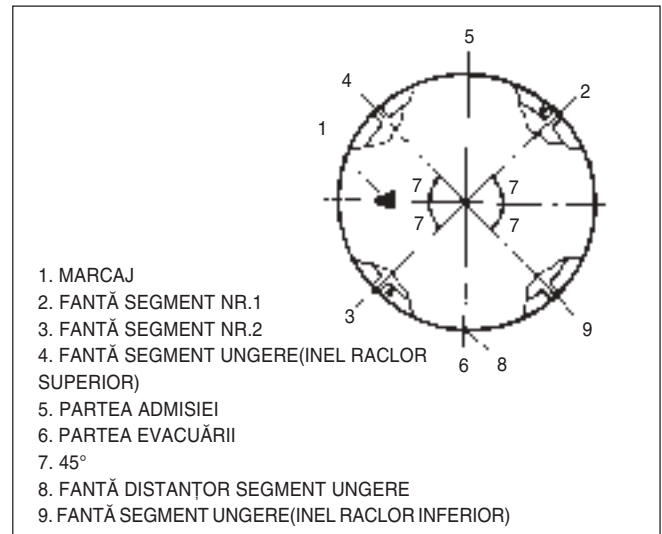 5
4
2
1
7
7
7
7
3
9
6
8
1. MARCAJ
2. FANTĂ SEGMENT NR.1
3. FANTĂ SEGMENT NR.2
4. FANTĂ SEGMENT UNGERE(INEL RACLOR
SUPERIOR)
5. PARTEA ADMISIEI
6. PARTEA EVACUĂRII
7. 45°
8. FANTĂ DISTANȚOR SEGMENT UNGERE
9. FANTĂ SEGMENT UNGERE(INEL RACLOR INFERIOR)